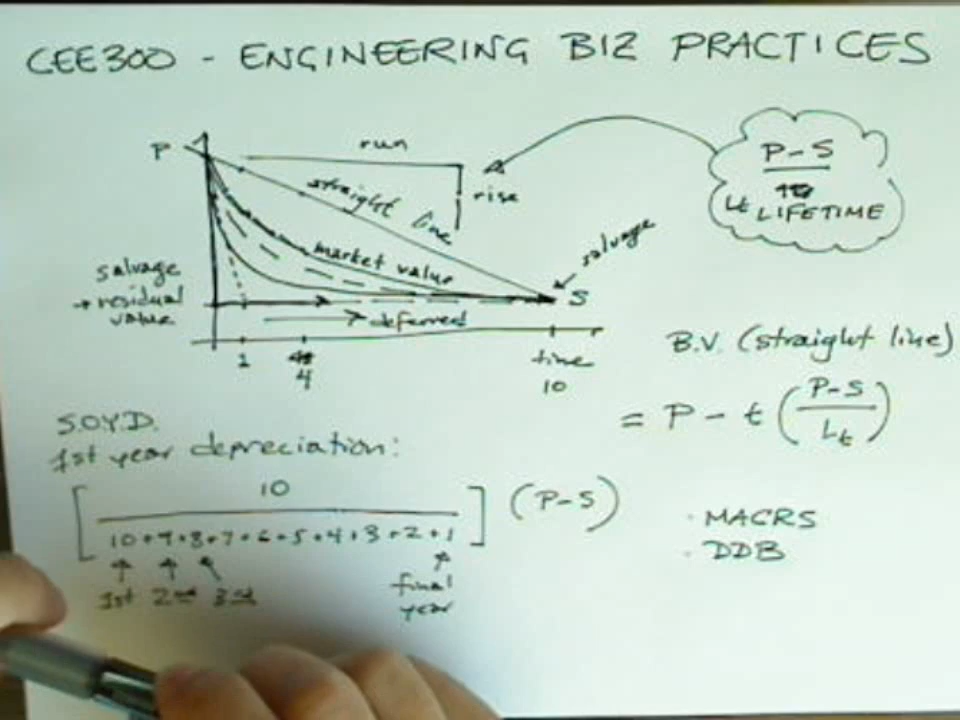 CEE300 - ENGINEERING BIZ PRACTICES
P
run
rise
straight line
market value
salvage
S
salvage
→ residual
value
deferred
1
4
time
10
P-S
Lt LIFETIME
B.V. (straight line)
= P - t (P-S / Lt)
S.O.Y.D.
1st year depreciation:
[10 / 10+9+8+7+6+5+4+3+2+1] (P-S)
1st 2nd 3rd
final
year
· MACRS
· DDB